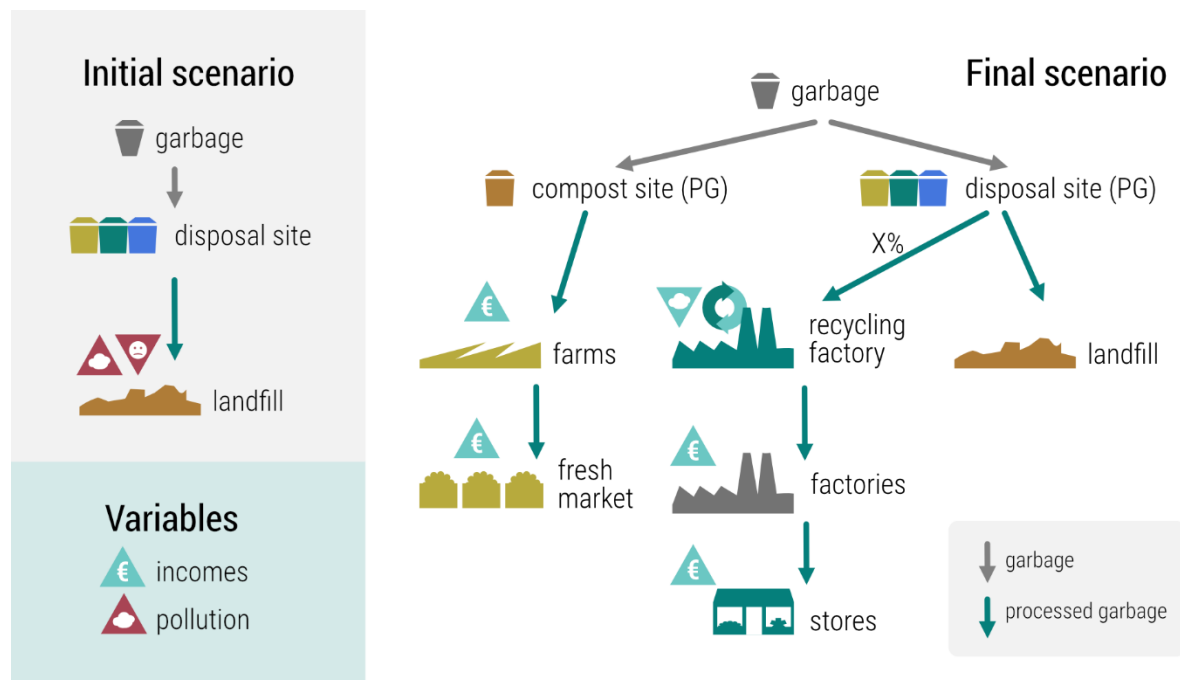 Initial scenario
garbage
disposal site
landfill
Variables
€ incomes
pollution
Final scenario
garbage
compost site (PG)
disposal site (PG)
X%
€
farms
recycling
factory
landfill
€
fresh
market
€
factories
€
stores
garbage
processed garbage